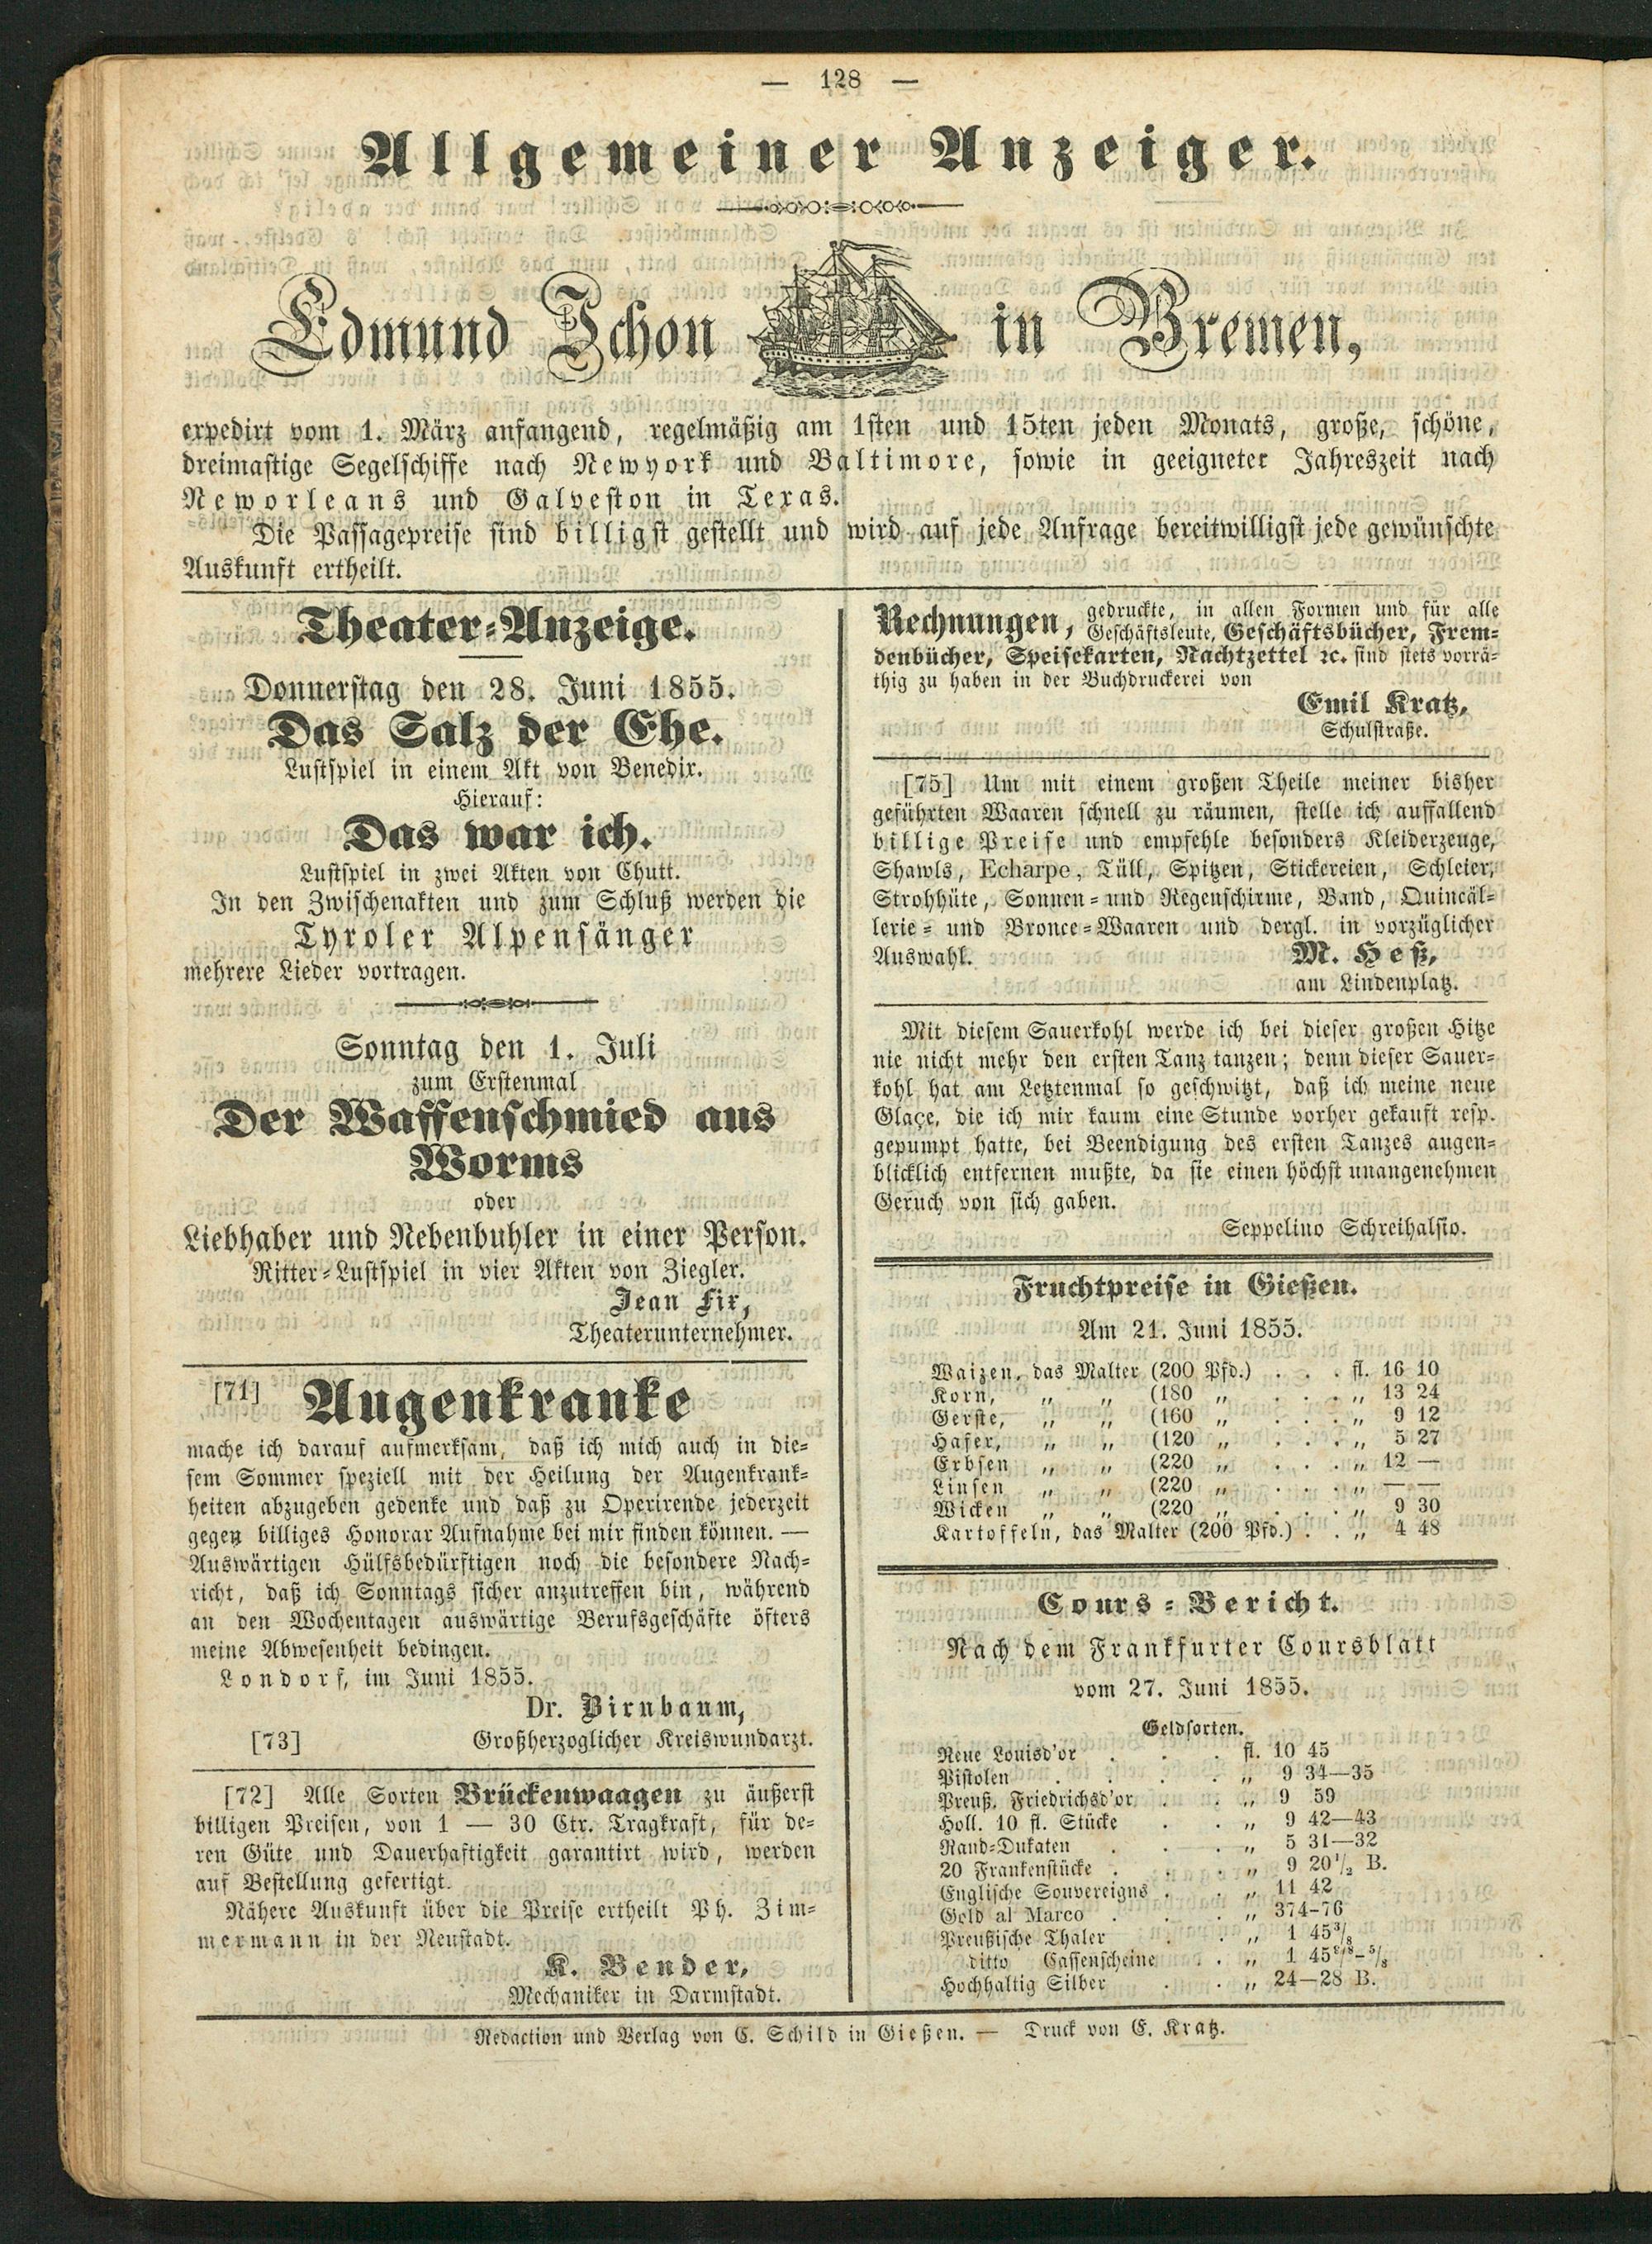 — 128 —
Allgemeiner Anzeiger.
Edmund Ichon in Bremen,
expedirt vom 1. März anfangend, regelmäßig am 1sten und 15ten jeden Monats, große, schöne,
dreimastige Segelschiffe nach Newyork und Baltimore, sowie in geeigneter Jahreszeit nach
Neworleans und Galveston in Texas.
Die Passagepreise sind billigst gestellt und wird auf jede Anfrage bereitwilligst jede gewünschte
Auskunft ertheilt.
Theater-Anzeige.
Donnerstag den 28. Juni 1855.
Das Salz der Ehe.
Lustspiel in einem Akt von Benedix.
Hierauf:
Das war ich.
Lustspiel in zwei Akten von Chutt.
In den Zwischenakten und zum Schluß werden die
Tyroler Alpensänger
mehrere Lieder vortragen.
Sonntag den 1. Juli
zum Erstenmal
Der Waffenschmied aus
Worms
oder
Liebhaber und Nebenbuhler in einer Person.
Ritter-Lustspiel in vier Akten von Ziegler.
Jean Fix,
Theaterunternehmer.
[71] Augenkranke
mache ich darauf aufmerksam, daß ich mich auch in die-
sem Sommer speziell mit der Heilung der Augenkrank-
heiten abzugeben gedenke und daß zu Operirende jederzeit
gegen billiges Honorar Aufnahme bei mir finden können. —
Auswärtigen Hülfsbedürftigen noch die besondere Nach-
richt, daß ich Sonntags sicher anzutreffen bin, während
an den Wochentagen auswärtige Berufsgeschäfte öfters
meine Abwesenheit bedingen.
Londorf, im Juni 1855.
Dr. Birnbaum,
[73] Großherzoglicher Kreiswundarzt.
[72] Alle Sorten Brückenwaagen zu äußerst
billigen Preisen, von 1 — 30 Ctr. Tragkraft, für de-
ren Güte und Dauerhaftigkeit garantirt wird, werden
auf Bestellung gefertigt.
Nähere Auskunft über die Preise ertheilt Ph. Zim-
mermann in der Neustadt.
K. Bender,
Mechaniker in Darmstadt.
Rechnungen, gedruckte, in allen Formen und für alle
Geschäftsleute, Geschäftsbücher, Frem-
denbücher, Speisekarten, Nachtzettel ꝛc. sind stets vorrä-
thig zu haben in der Buchdruckerei von
Emil Kratz,
Schulstraße.
[75] Um mit einem großen Theile meiner bisher
geführten Waaren schnell zu räumen, stelle ich auffallend
billige Preise und empfehle besonders Kleiderzeuge,
Shawls, Echarpe, Tüll, Spitzen, Stickereien, Schleier,
Strohhüte, Sonnen- und Regenschirme, Band, Quincäl-
lerie- und Bronce-Waaren und dergl. in vorzüglicher
Auswahl. M. Heß,
am Lindenplatz.
Mit diesem Sauerkohl werde ich bei dieser großen Hitze
nie nicht mehr den ersten Tanz tanzen; denn dieser Sauer-
kohl hat am Letztenmal so geschwitzt, daß ich meine neue
Glaçe, die ich mir kaum eine Stunde vorher gekauft resp.
gepumpt hatte, bei Beendigung des ersten Tanzes augen-
blicklich entfernen mußte, da sie einen höchst unangenehmen
Geruch von sich gaben.
Seppelino Schreihalsio.
Fruchtpreise in Gießen.
Am 21. Juni 1855.
Waizen, das Malter (200 Pfd.) . . . fl. 16 10
Korn, „ „ (180 „ . . . „ 13 24
Gerste, „ „ (160 „ . . . „ 9 12
Hafer, „ „ (120 „ . . . „ 5 27
Erbsen „ „ (220 „ . . . „ 12 —
Linsen „ „ (220 „ . . . „ — —
Wicken „ „ (220 „ . . . „ 9 30
Kartoffeln, das Malter (200 Pfd.) . . „ 4 48
Cours-Bericht.
Nach dem Frankfurter Coursblatt
vom 27. Juni 1855.
Geldsorten.
Neue Louisd'or . . . fl. 10 45
Pistolen . . . . „ 9 34—35
Preuß. Friedrichsd'or . . „ 9 59
Holl. 10 fl. Stücke . . „ 9 42—43
Rand-Dukaten . . . „ 5 31—32
20 Frankenstücke . . . „ 9 20½ B.
Englische Souvereigns . . „ 11 42
Gold al Marco . . . „ 374-76
Preußische Thaler . . „ 1 45⅜
ditto Cassenscheine . . „ 1 45 -⅝
Hochhaltig Silber . . „ 24—28 B.
Redaction und Verlag von C. Schild in Gießen. — Druck von E. Kratz.